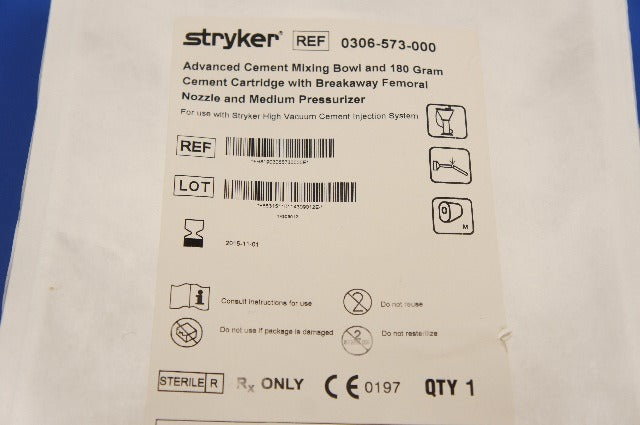 stryker REF 0306-573-000
Advanced Cement Mixing Bowl and 180 Gram
Cement Cartridge with Breakaway Femoral
Nozzle and Medium Pressurizer
For use with Stryker High Vacuum Cement Injection System
REF
LOT
M
2015-11-01
i Consult instructions for use
2 Do not reuse
Do not use if package is damaged
2 Do not resterilize
STERILE R Rx ONLY CE 0197 QTY 1